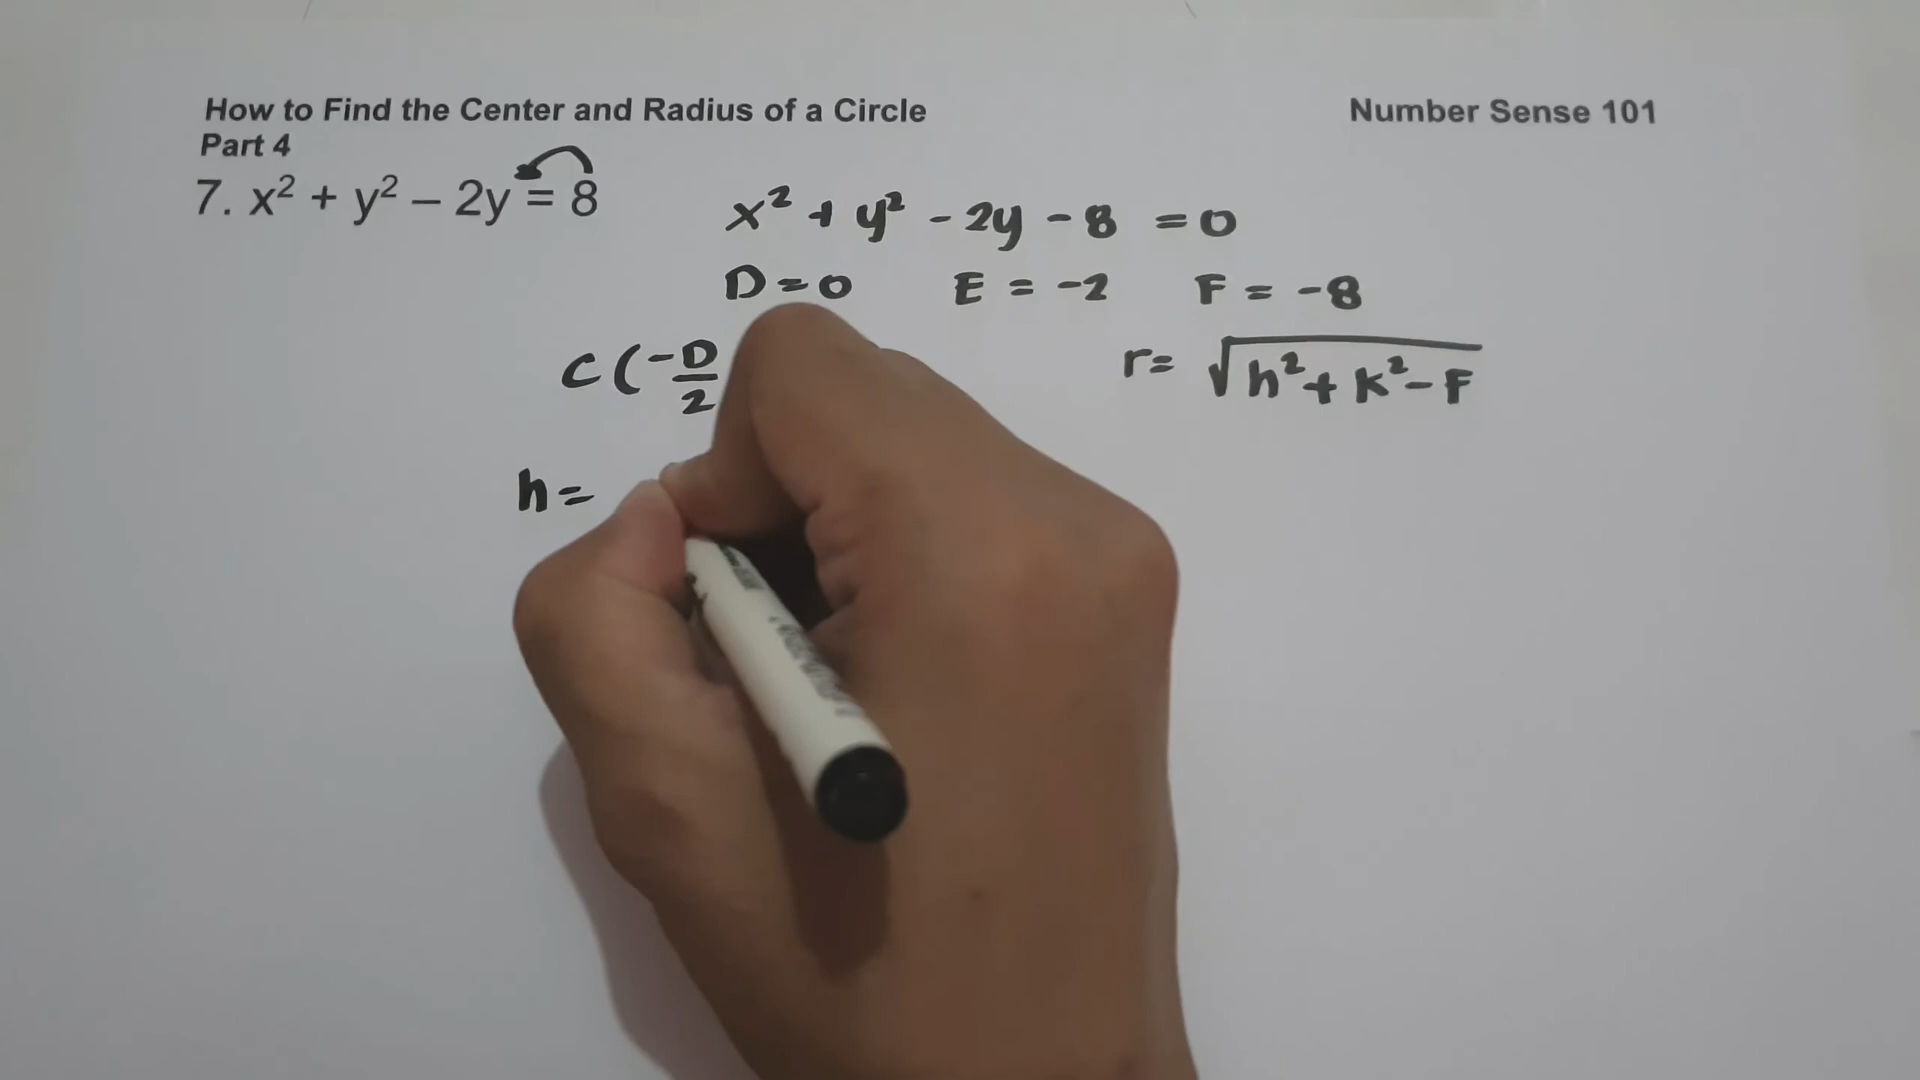 How to Find the Center and Radius of a Circle
Number Sense 101
Part 4
7. x² + y² – 2y = 8
x² + y² - 2y - 8 = 0
D = 0 E = -2 F = -8
C ( -D/2
r = √h² + k² - F
h =